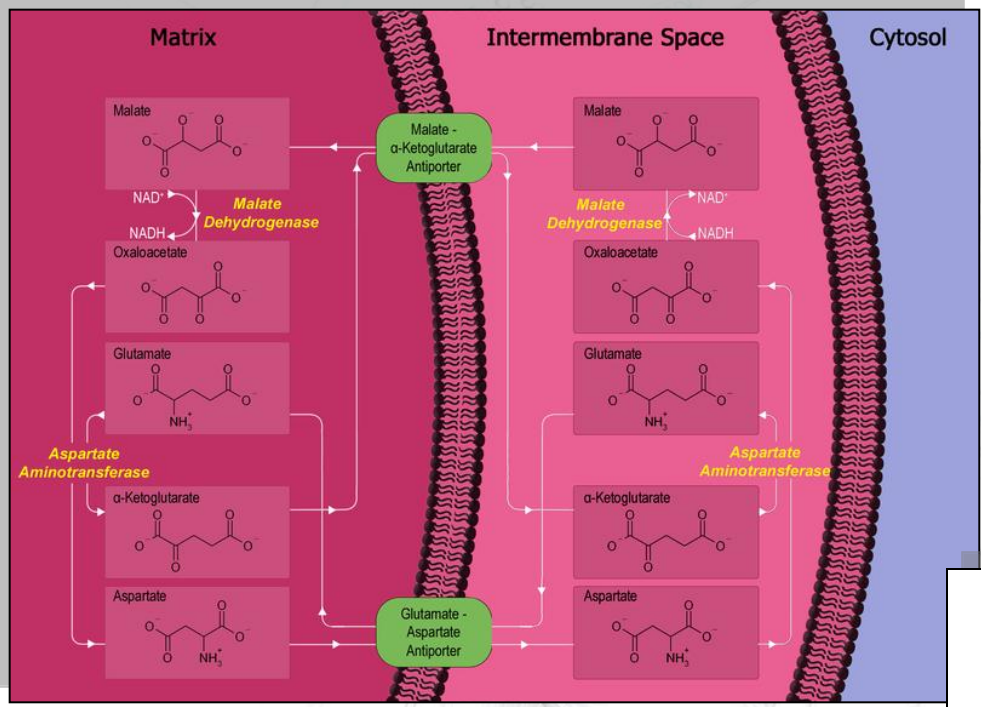 Matrix
Intermembrane Space
Cytosol
Malate
O⁻
O
O⁻
O⁻
O
Malate -
α-Ketoglutarate
Antiporter
Malate
O⁻
O
O⁻
O⁻
O
NAD⁺
NADH
Malate
Dehydrogenase
Malate
Dehydrogenase
NAD⁺
NADH
Oxaloacetate
O
O⁻
O⁻
O
O
Oxaloacetate
O
O⁻
O⁻
O
O
Glutamate
O
O
O⁻
O⁻
NH₃⁺
Glutamate
O
O
O⁻
O⁻
NH₃⁺
Aspartate
Aminotransferase
Aspartate
Aminotransferase
α-Ketoglutarate
O
O
O⁻
O⁻
O
α-Ketoglutarate
O
O
O⁻
O⁻
O
Aspartate
O
O⁻
O⁻
O
NH₃⁺
Glutamate -
Aspartate
Antiporter
Aspartate
O
O⁻
O⁻
O
NH₃⁺